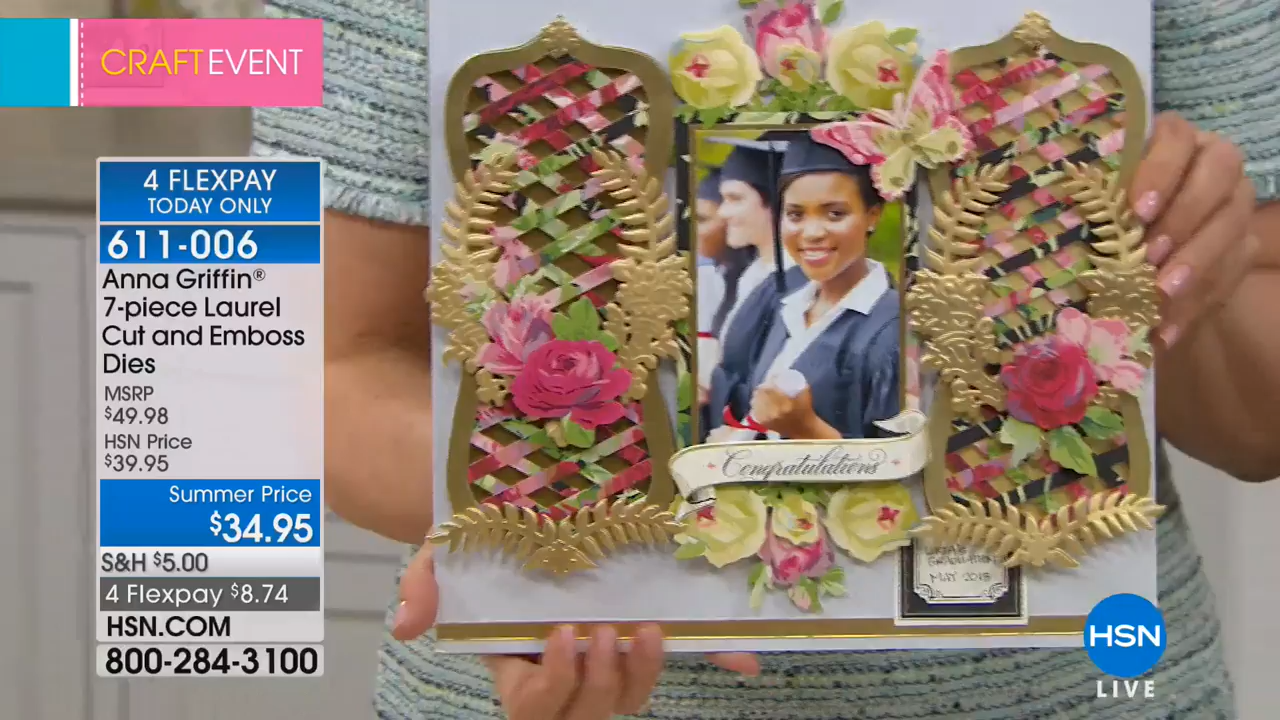 CRAFT EVENT
4 FLEXPAY
TODAY ONLY
611-006
Anna Griffin®
7-piece Laurel
Cut and Emboss
Dies
MSRP
$49.98
HSN Price
$39.95
Summer Price
$34.95
S&H $5.00
4 Flexpay $8.74
HSN.COM
800-284-3100
Congratulations
MAY 2018
HSN
LIVE